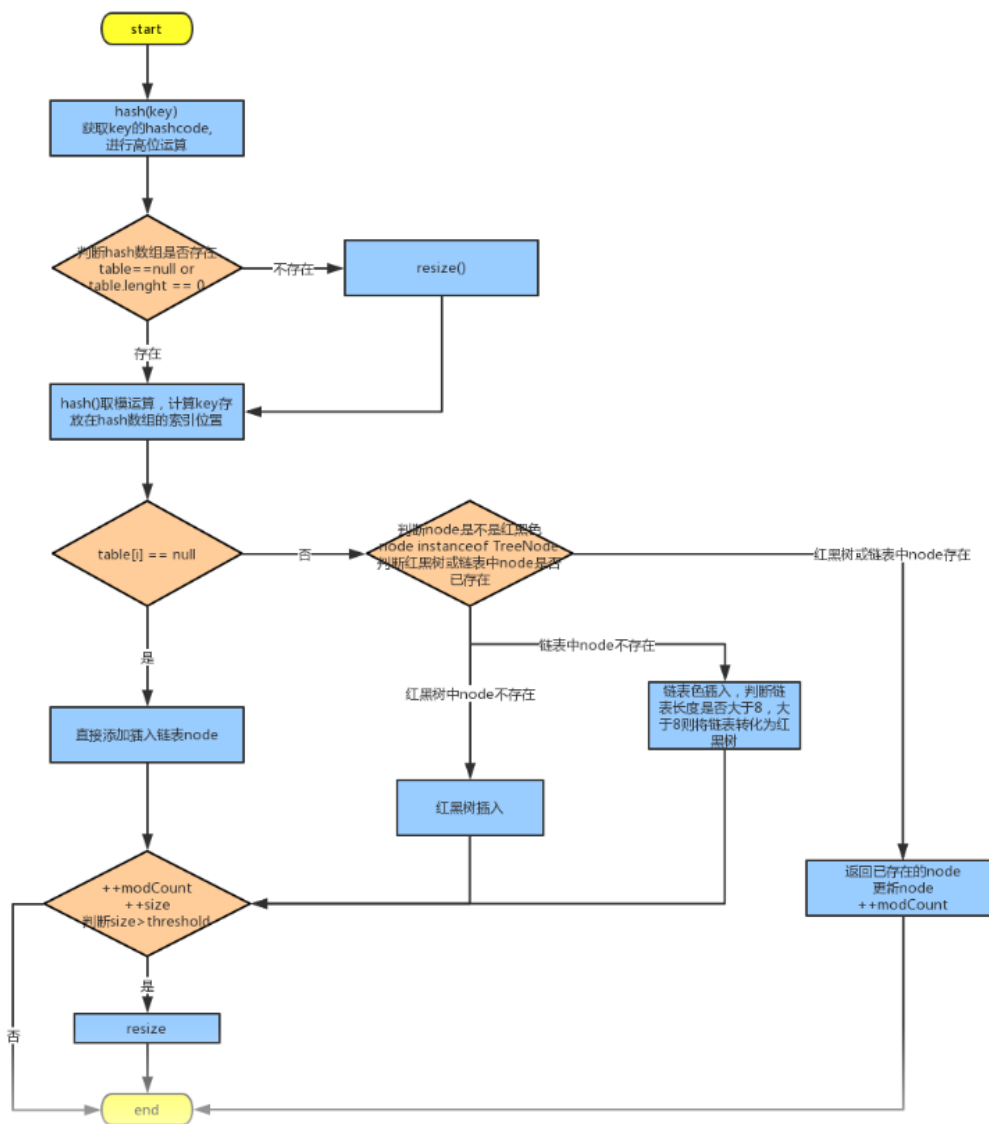 start
hash(key)
获取key的hashcode,
进行高位运算
判断hash数组是否存在
table==null or
table.lenght == 0
不存在
resize()
存在
hash()取模运算，计算key存
放在hash数组的索引位置
table[i] == null
否
判断node是不是红黑色
node instanceof TreeNode
判断红黑树或链表中node是否
已存在
红黑树或链表中node存在
是
链表中node不存在
红黑树中node不存在
链表色插入，判断链
表长度是否大于8，大
于8则将链表转化为红
黑树
直接添加插入链表node
红黑树插入
++modCount
++size
判断size>threshold
返回已存在的node
更新node
++modCount
是
否
resize
end